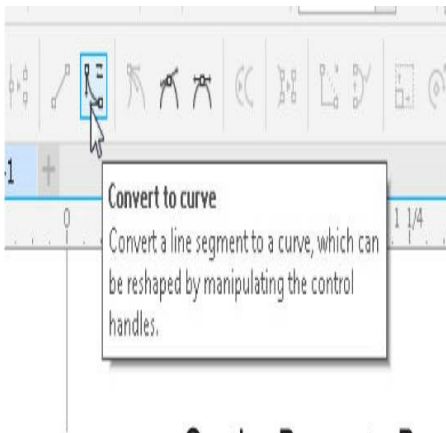 -1
0
1 1/4
Convert to curve
Convert a line segment to a curve, which can
be reshaped by manipulating the control
handles.